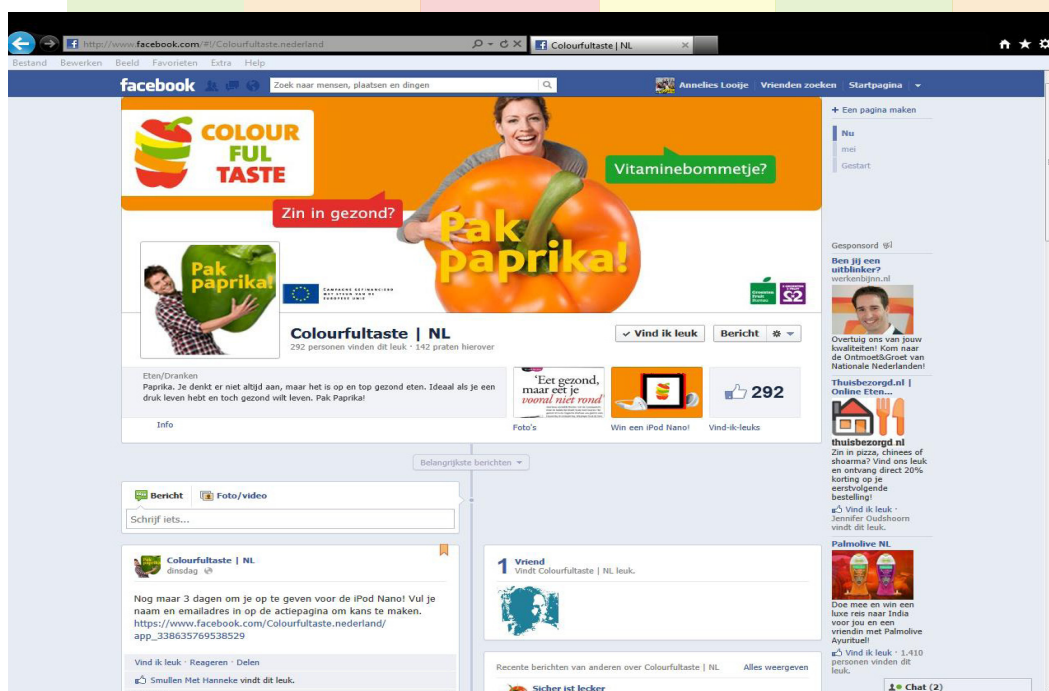 http://www.facebook.com/#!/Colourfultaste.nederland
Colourfultaste | NL
Bestand Bewerken Beeld Favorieten Extra Help
facebook
Zoek naar mensen, plaatsen en dingen
Annelies Looije Vrienden zoeken Startpagina
COLOUR
FUL
TASTE
Zin in gezond?
Vitaminebommetje?
Pak
paprika!
Pak
paprika!
CAMPAGNE GEFINANCIERD
MET STEUN VAN DE
EUROPESE UNIE
Colourfultaste | NL
292 personen vinden dit leuk · 142 praten hierover
Vind ik leuk
Bericht
Eten/Dranken
Paprika. Je denkt er niet altijd aan, maar het is op en top gezond eten. Ideaal als je een
druk leven hebt en toch gezond wilt leven. Pak Paprika!
Info
'Eet gezond,
maar eet je
vooral niet rond'
Foto's
Win een iPod Nano!
292
Vind-ik-leuks
Belangrijkste berichten
Bericht
Foto/video
Schrijf iets...
Colourfultaste | NL
dinsdag
Nog maar 3 dagen om je op te geven voor de iPod Nano! Vul je
naam en emailadres in op de actiepagina om kans te maken.
https://www.facebook.com/Colourfultaste.nederland/
app_338635769538529
Vind ik leuk · Reageren · Delen
Smullen Met Hanneke vindt dit leuk.
1 Vriend
Vindt Colourfultaste | NL leuk.
Recente berichten van anderen over Colourfultaste | NL
Alles weergeven
Sicher ist lecker
+ Een pagina maken
Nu
mei
Gestart
Gesponsord
Ben jij een
uitblinker?
werkenbijnn.nl
Overtuig ons van jouw
kwaliteiten! Kom naar
de Ontmoet&Groet van
Nationale Nederlanden!
Thuisbezorgd.nl |
Online Eten...
thuisbezorgd.nl
Zin in pizza, chinees of
shoarma? Vind ons leuk
en ontvang direct 20%
korting op je
eerstvolgende
bestelling!
Vind ik leuk ·
Jennifer Oudshoorn
vindt dit leuk.
Palmolive NL
Doe mee en win een
luxe reis naar India
voor jou en een
vriendin met Palmolive
Ayurituel!
Vind ik leuk · 1.410
personen vinden dit
leuk.
Chat (2)